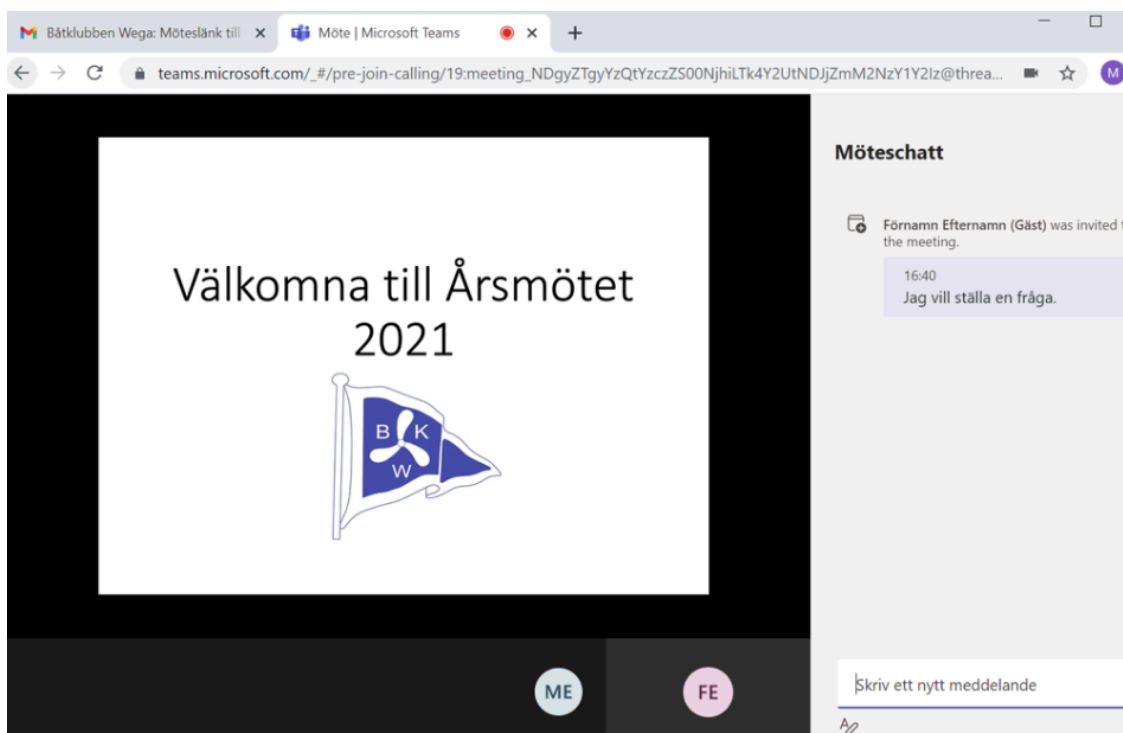 Båtklubben Wega: Möteslänk till
Möte | Microsoft Teams
teams.microsoft.com/_#/pre-join-calling/19:meeting_NDgyZTgyYzQtYzczZS00NjhiLTk4Y2UtNDJjZmM2NzY1Y2Iz@threa...
M
Välkomna till Årsmötet
2021
B K
W
ME
FE
Möteschatt
Förnamn Efternamn (Gäst) was invited
the meeting.
16:40
Jag vill ställa en fråga.
Skriv ett nytt meddelande